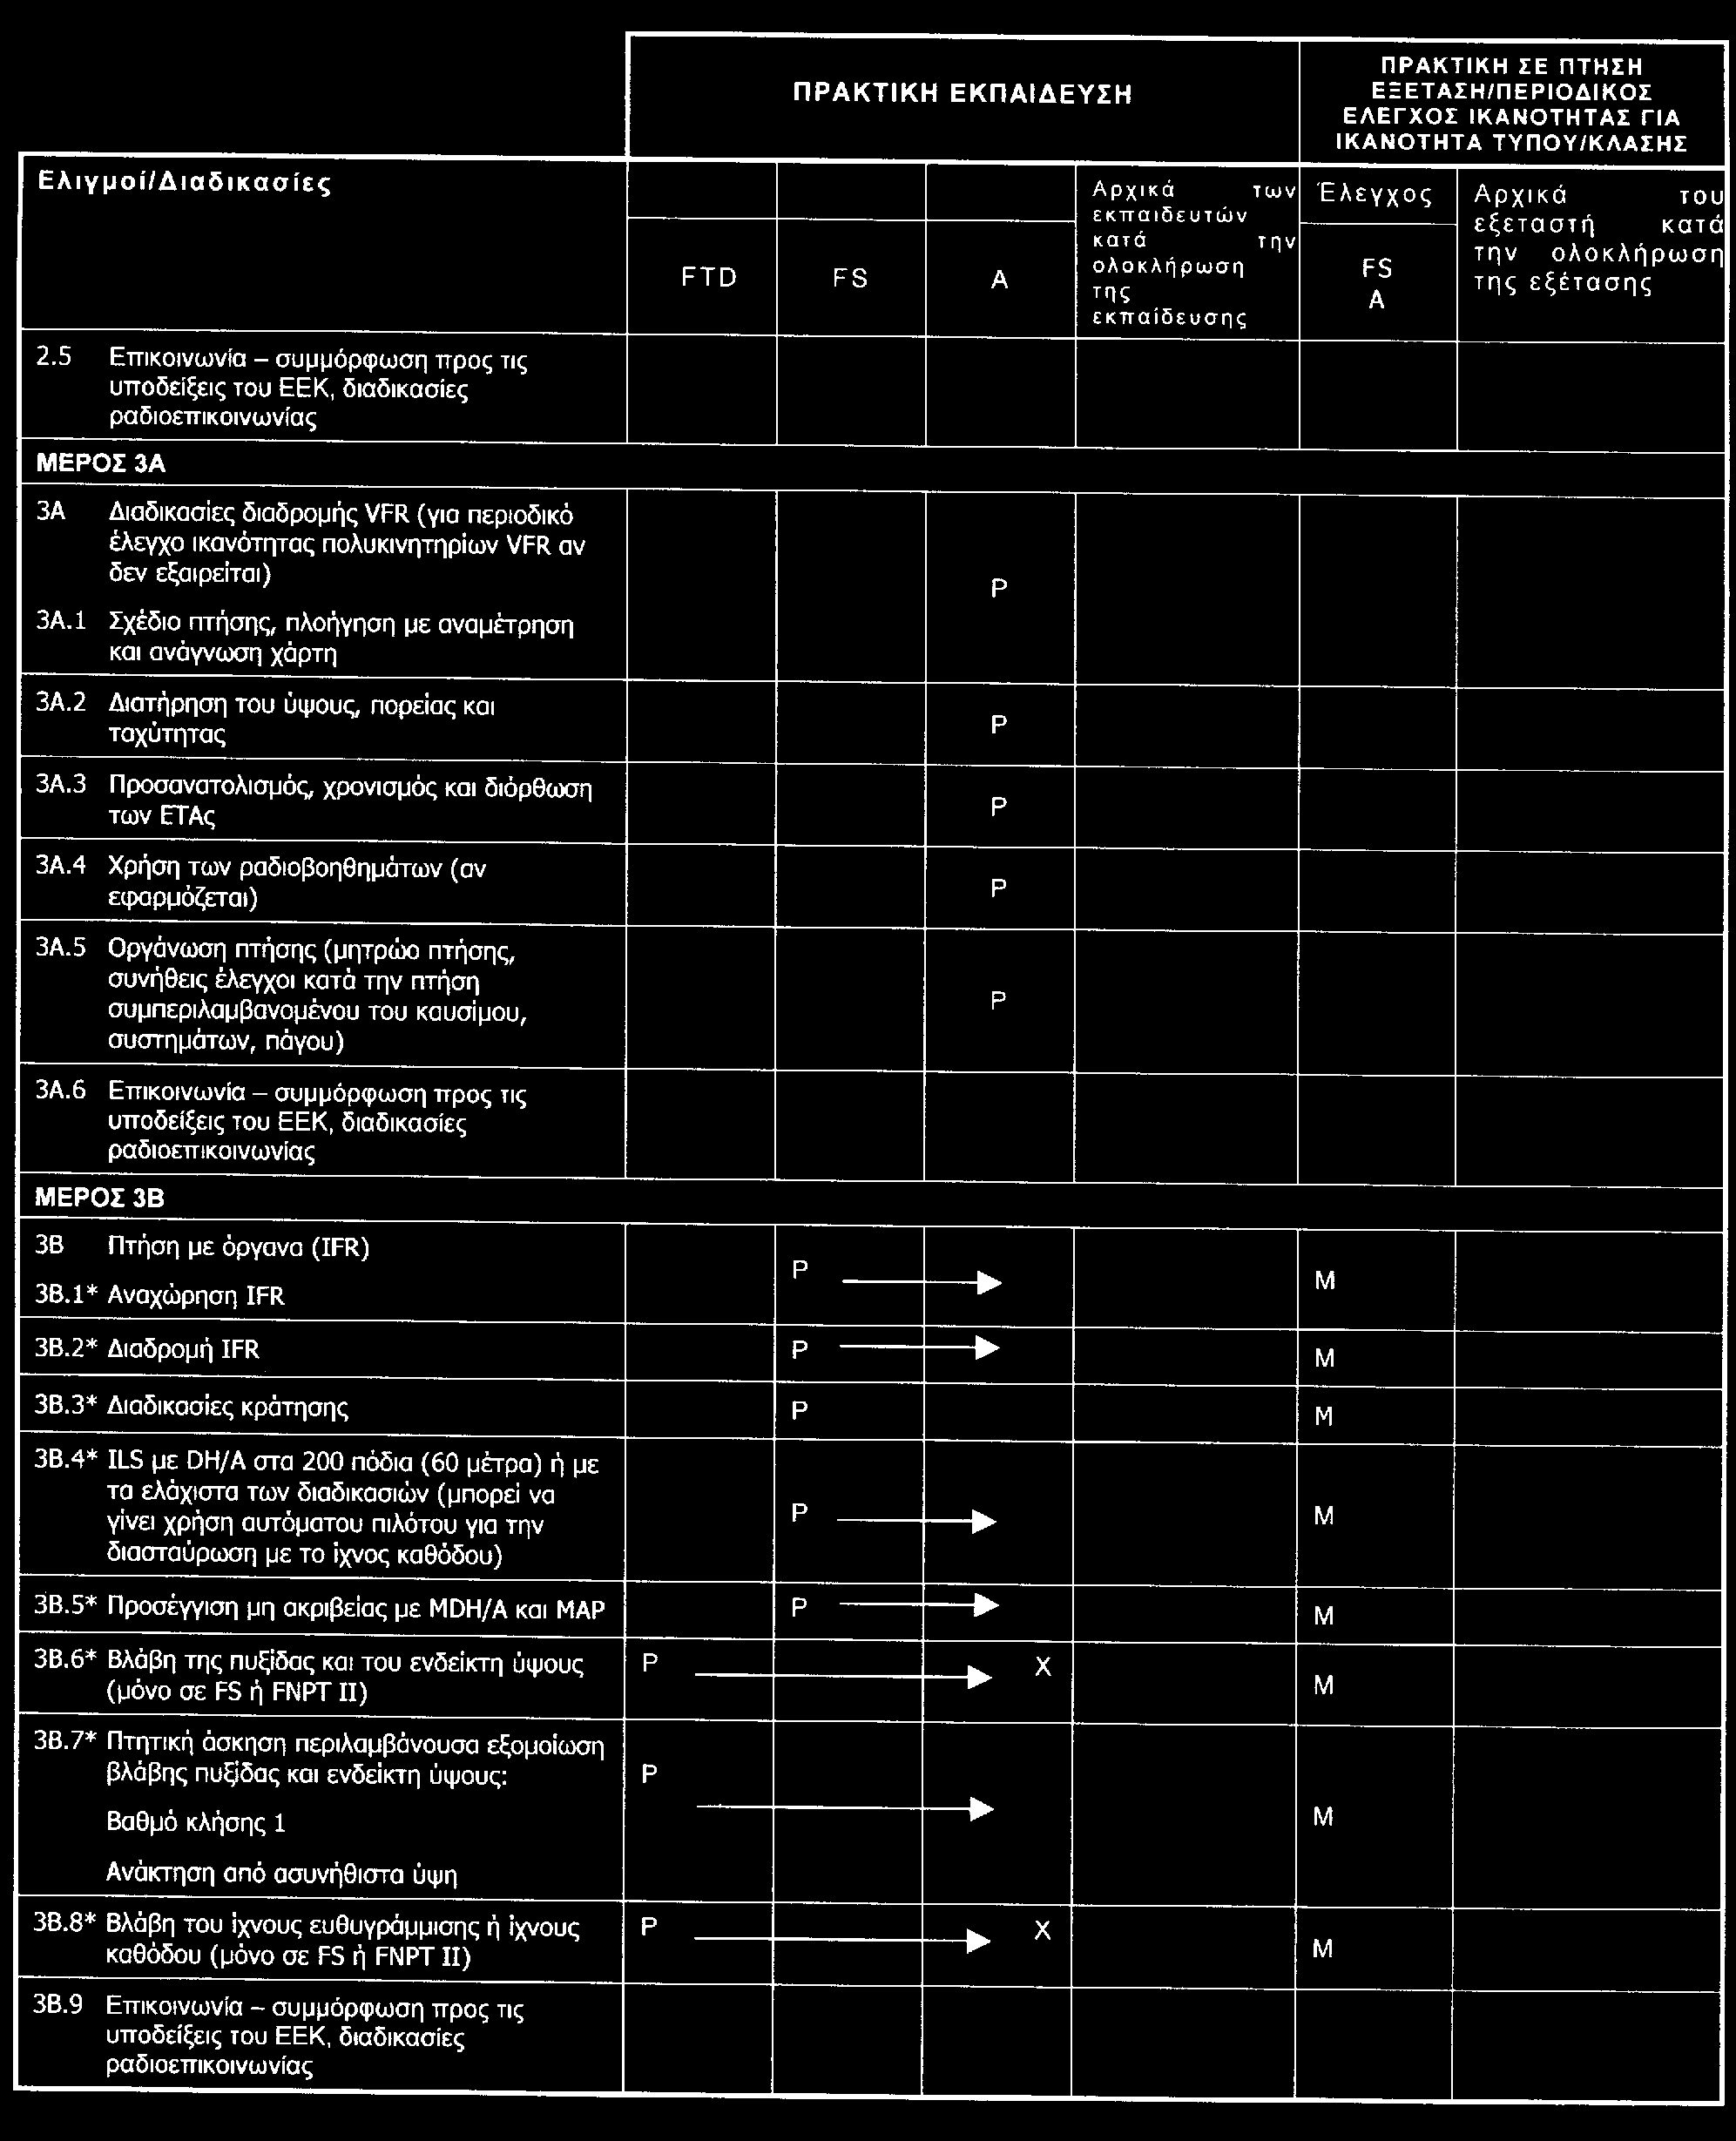 ΠΡΑΚΤΙΚΗ ΕΚΠΑΙΔΕΥΣΗ
ΠΡΑΚΤΙΚΗ ΣΕ ΠΤΗΣΗ
ΕΞΕΤΑΣΗ/ΠΕΡΙΟΔΙΚΟΣ
ΕΛΕΓΧΟΣ ΙΚΑΝΟΤΗΤΑΣ ΓΙΑ
ΙΚΑΝΟΤΗΤΑ ΤΥΠΟΥ/ΚΛΑΣΗΣ
Ελιγμοί/Διαδικασίες
FTD
FS
A
Αρχικά των
εκπαιδευτών
κατά την
ολοκλήρωση
της
εκπαίδευσης
Έλεγχος
FS
A
Αρχικά του
εξεταστή κατά
την ολοκλήρωση
της εξέτασης
2.5 Επικοινωνία – συμμόρφωση προς τις
υποδείξεις του ΕΕΚ, διαδικασίες
ραδιοεπικοινωνίας
ΜΕΡΟΣ 3Α
3Α Διαδικασίες διαδρομής VFR (για περιοδικό
έλεγχο ικανότητας πολυκινητηρίων VFR αν
δεν εξαιρείται)
P
3Α.1 Σχέδιο πτήσης, πλοήγηση με αναμέτρηση
και ανάγνωση χάρτη
3Α.2 Διατήρηση του ύψους, πορείας και
ταχύτητας
P
3Α.3 Προσανατολισμός, χρονισμός και διόρθωση
των ETAς
P
3Α.4 Χρήση των ραδιοβοηθημάτων (αν
εφαρμόζεται)
P
3Α.5 Οργάνωση πτήσης (μητρώο πτήσης,
συνήθεις έλεγχοι κατά την πτήση
συμπεριλαμβανομένου του καυσίμου,
συστημάτων, πάγου)
P
3Α.6 Επικοινωνία – συμμόρφωση προς τις
υποδείξεις του ΕΕΚ, διαδικασίες
ραδιοεπικοινωνίας
ΜΕΡΟΣ 3Β
3Β Πτήση με όργανα (IFR)
P M
3Β.1* Αναχώρηση IFR
3Β.2* Διαδρομή IFR P M
3Β.3* Διαδικασίες κράτησης P M
3Β.4* ILS με DH/A στα 200 πόδια (60 μέτρα) ή με
τα ελάχιστα των διαδικασιών (μπορεί να
γίνει χρήση αυτόματου πιλότου για την
διασταύρωση με το ίχνος καθόδου)
P M
3Β.5* Προσέγγιση μη ακριβείας με MDH/A και MAP P M
3Β.6* Βλάβη της πυξίδας και του ενδείκτη ύψους
(μόνο σε FS ή FNPT II)
P X M
3Β.7* Πτητική άσκηση περιλαμβάνουσα εξομοίωση
βλάβης πυξίδας και ενδείκτη ύψους:
Βαθμό κλήσης 1
Ανάκτηση από ασυνήθιστα ύψη
P M
3Β.8* Βλάβη του ίχνους ευθυγράμμισης ή ίχνους
καθόδου (μόνο σε FS ή FNPT II)
P X M
3Β.9 Επικοινωνία – συμμόρφωση προς τις
υποδείξεις του ΕΕΚ, διαδικασίες
ραδιοεπικοινωνίας